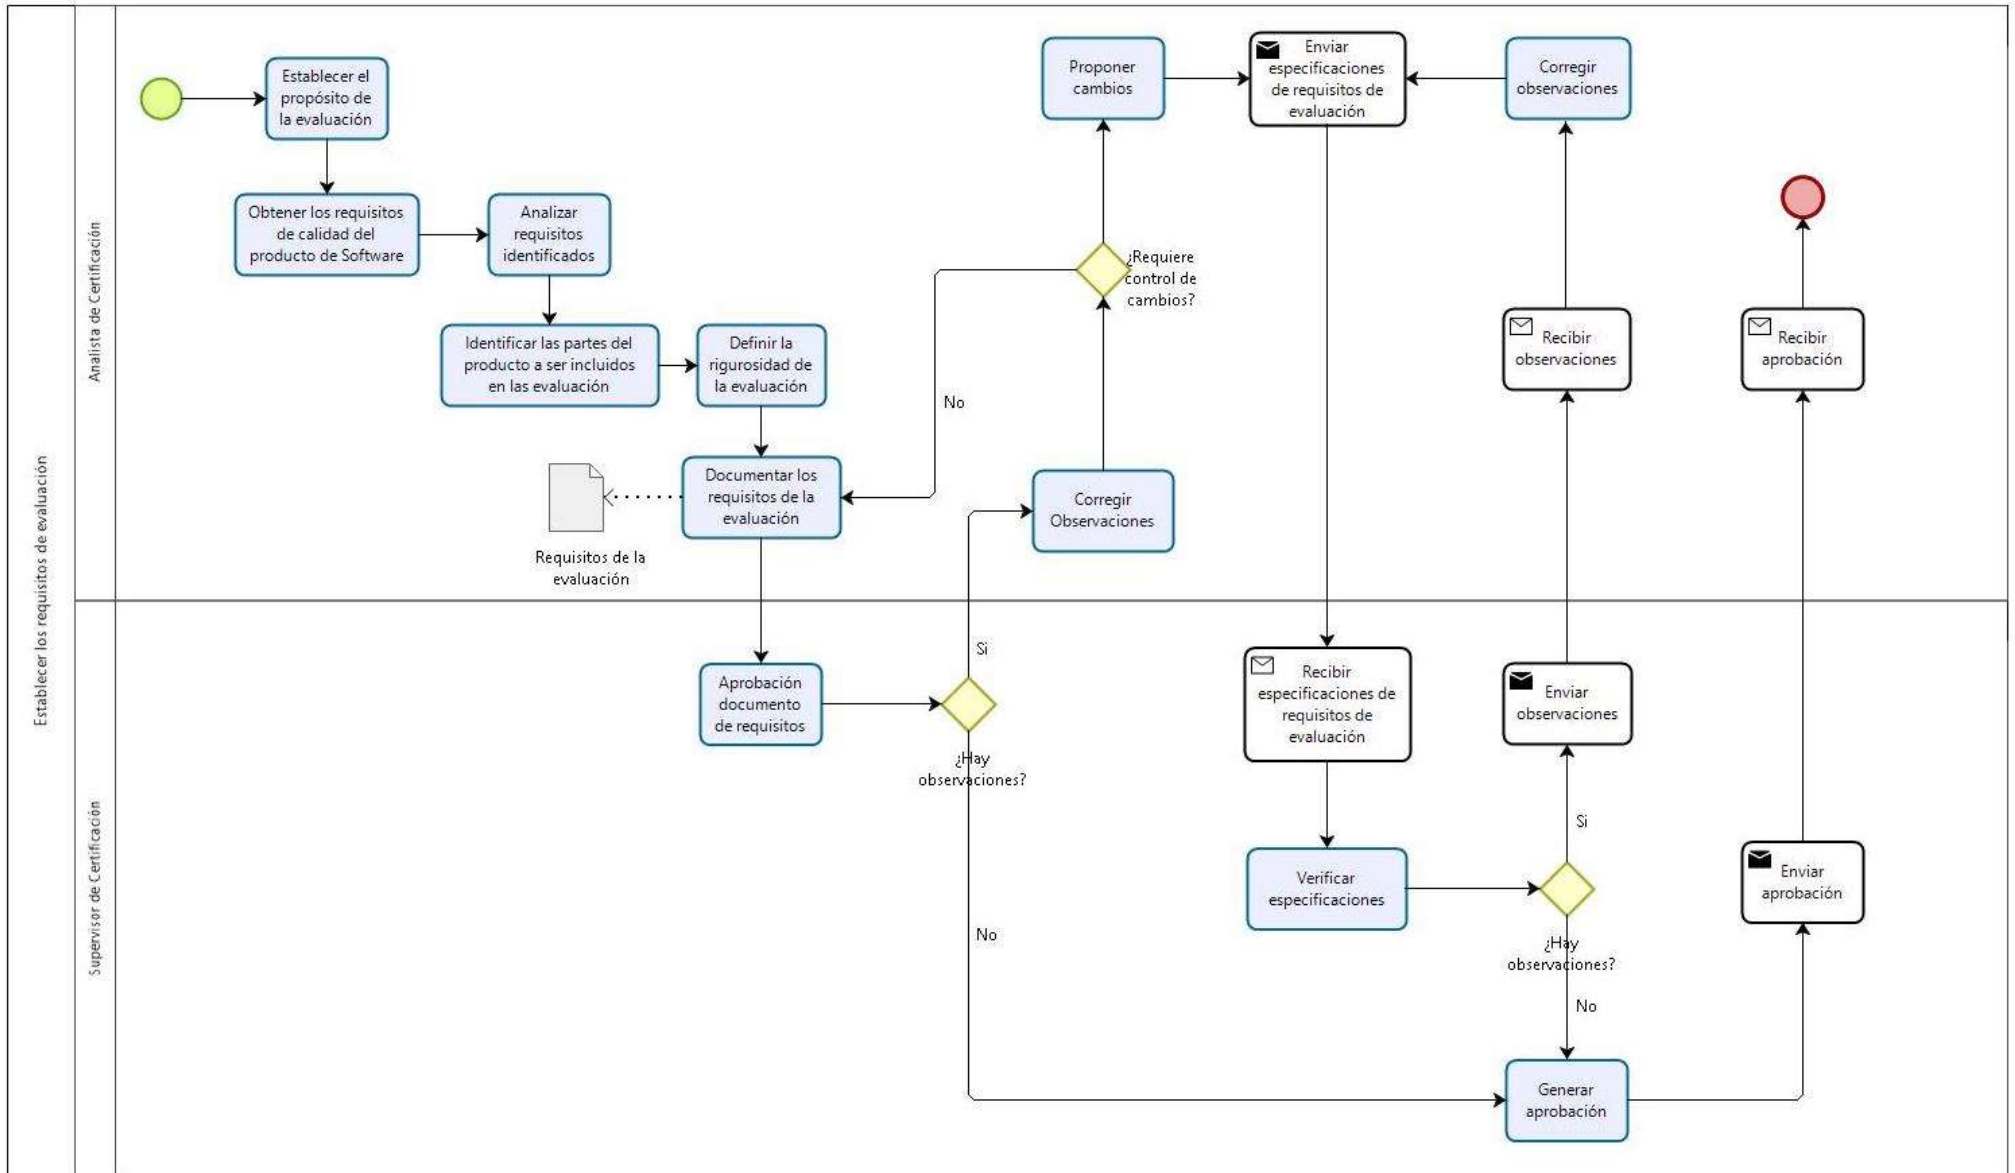 Establecer los requisitos de evaluación
Analista de Certificación
Establecer el
propósito de
la evaluación
Obtener los requisitos
de calidad del
producto de Software
Analizar
requisitos
identificados
Identificar las partes del
producto a ser incluidos
en las evaluación
Definir la
rigurosidad de
la evaluación
Documentar los
requisitos de la
evaluación
Requisitos de la
evaluación
No
Corregir
Observaciones
¿Requiere
control de
cambios?
Proponer
cambios
Enviar
especificaciones
de requisitos de
evaluación
Corregir
observaciones
Recibir
observaciones
Recibir
aprobación
Supervisor de Certificación
Aprobación
documento
de requisitos
Si
¿Hay
observaciones?
No
Recibir
especificaciones de
requisitos de
evaluación
Verificar
especificaciones
Enviar
observaciones
Si
¿Hay
observaciones?
No
Generar
aprobación
Enviar
aprobación